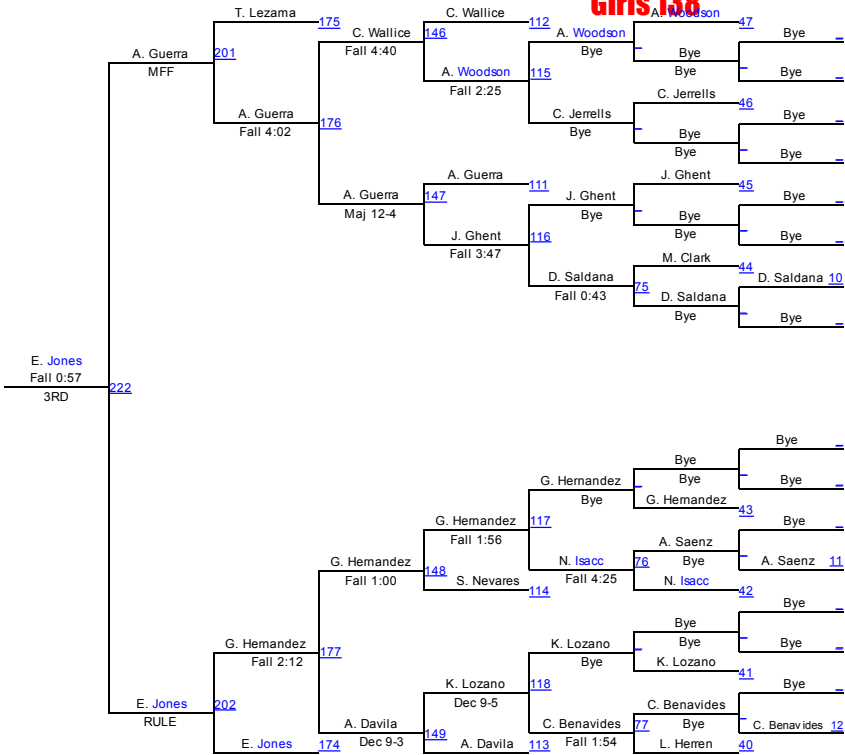 Girls 138
T. Lezama 175
C. Wallice 112
A. Woodson 47
Bye
C. Wallice 146
A. Woodson
Fall 4:40
Bye
Bye
A. Guerra 201
Bye
Bye
MFF
A. Woodson 115
Fall 2:25
C. Jerrells 46
A. Guerra
C. Jerrells
Bye
Fall 4:02
176
Bye
Bye
Bye
Bye
A. Guerra 111
J. Ghent 45
A. Guerra 147
J. Ghent
Bye
Maj 12-4
Bye
Bye
J. Ghent 116
Bye
Bye
Fall 3:47
M. Clark 44
D. Saldana
D. Saldana 10
Fall 0:43
75
D. Saldana
Bye
Bye
E. Jones
Fall 0:57
222
3RD
Bye
Bye
G. Hernandez
Bye
Bye
Bye
G. Hernandez 43
G. Hernandez 117
Bye
Fall 1:56
A. Saenz
G. Hernandez
N. Isacc 76
Bye
A. Saenz 11
Fall 1:00
148
Fall 4:25
N. Isacc 42
S. Nevares 114
Bye
Bye
G. Hernandez
K. Lozano
Bye
Bye
Fall 2:12
177
Bye
K. Lozano 41
K. Lozano 118
Bye
Dec 9-5
E. Jones 202
C. Benavides
RULE
A. Davila
C. Benavides 77
Bye
C. Benavides 12
Dec 9-3
149
Fall 1:54
E. Jones 174
A. Davila 113
L. Herren 40